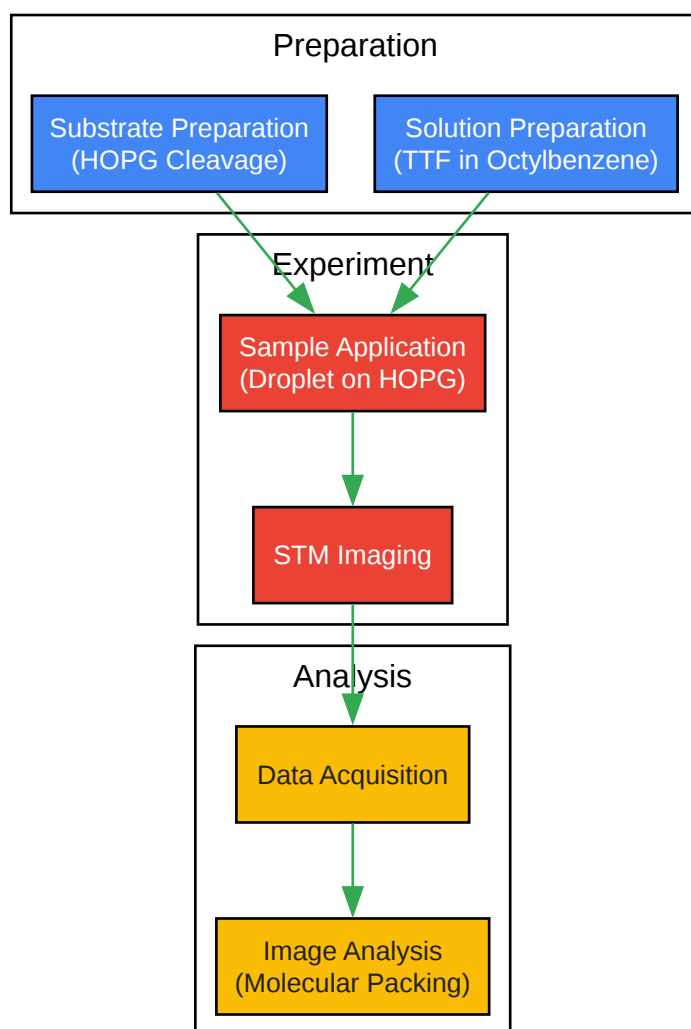 Preparation
Substrate Preparation
(HOPG Cleavage)
Solution Preparation
(TTF in Octylbenzene)
Experiment
Sample Application
(Droplet on HOPG)
STM Imaging
Analysis
Data Acquisition
Image Analysis
(Molecular Packing)